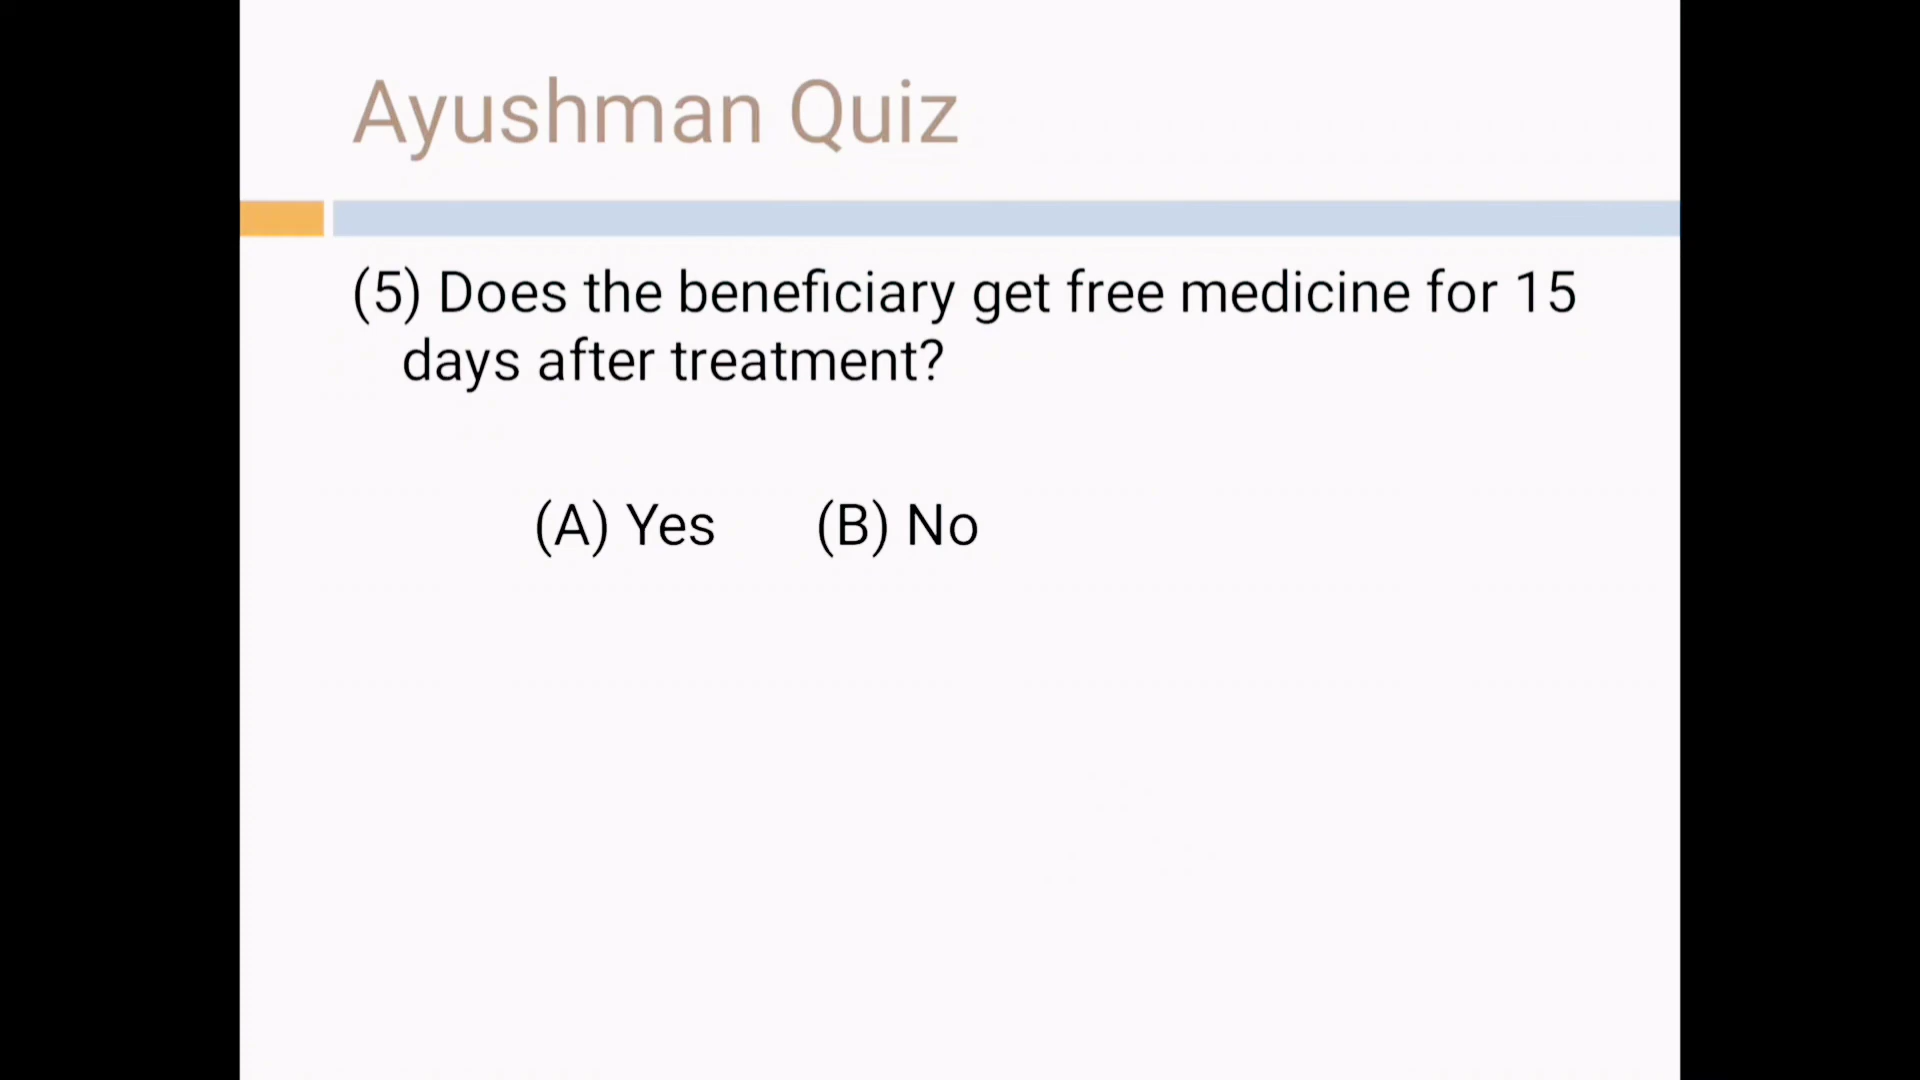 Ayushman Quiz
(5) Does the beneficiary get free medicine for 15
days after treatment?
(A) Yes (B) No